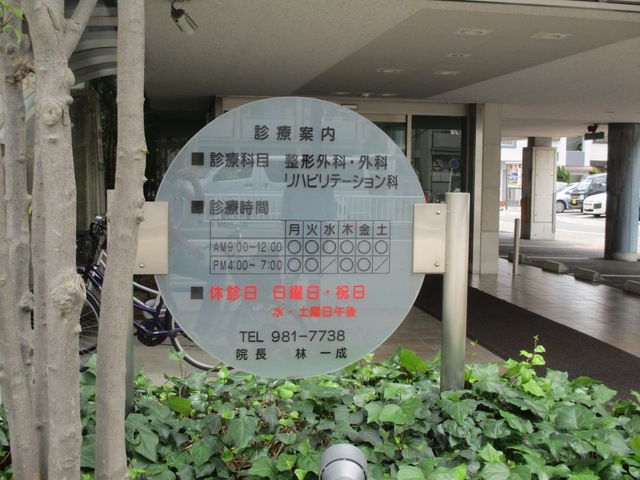 診療案内
■診療科目 整形外科・外科
リハビリテーション科
■診療時間
月火水木金土
AM9:00~12:00 ○○○○○○
PM4:00~ 7:00 ○○／○○／
■休診日 日曜日・祝日
水・土曜日午後
TEL 981-7738
院長 林 一成